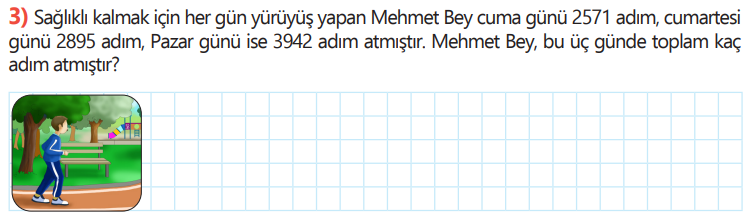 3) Sağlıklı kalmak için her gün yürüyüş yapan Mehmet Bey cuma günü 2571 adım, cumartesi
günü 2895 adım, Pazar günü ise 3942 adım atmıştır. Mehmet Bey, bu üç günde toplam kaç
adım atmıştır?